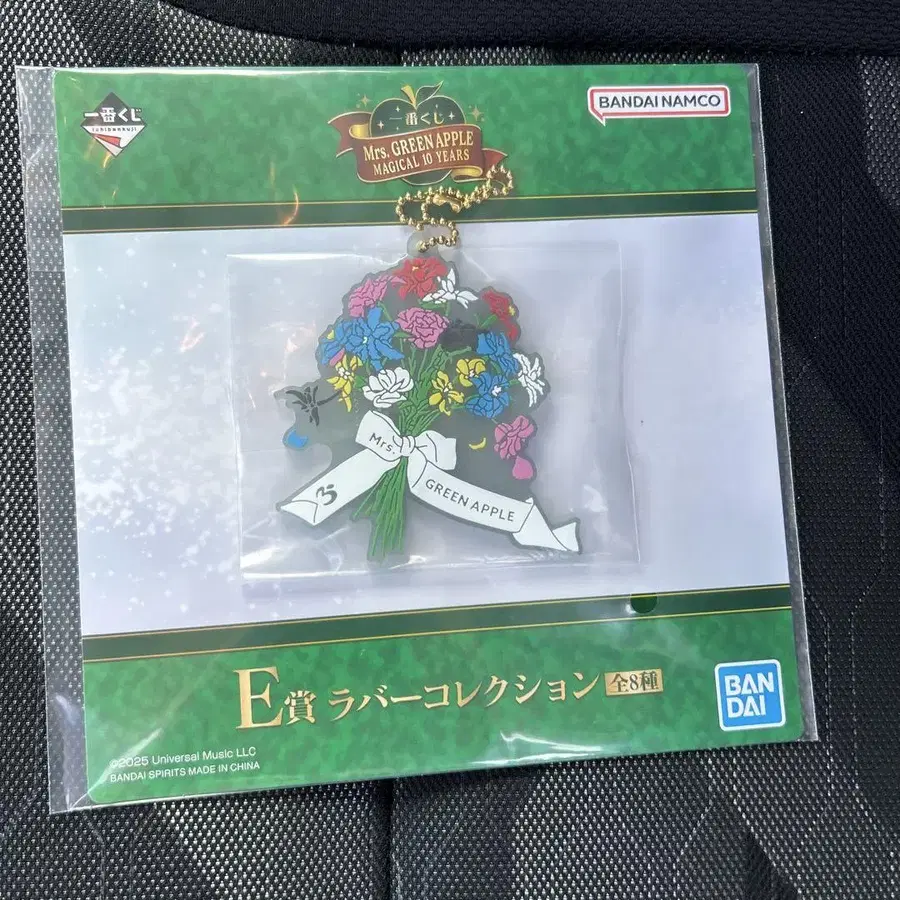 一番くじ
ichibankuji
一番くじ
Mrs. GREEN APPLE
MAGICAL 10 YEARS
BANDAI NAMCO
Mrs.
GREEN APPLE
E賞 ラバーコレクション 全8種
BAN
DAI
©2025 Universal Music LLC
BANDAI SPIRITS MADE IN CHINA